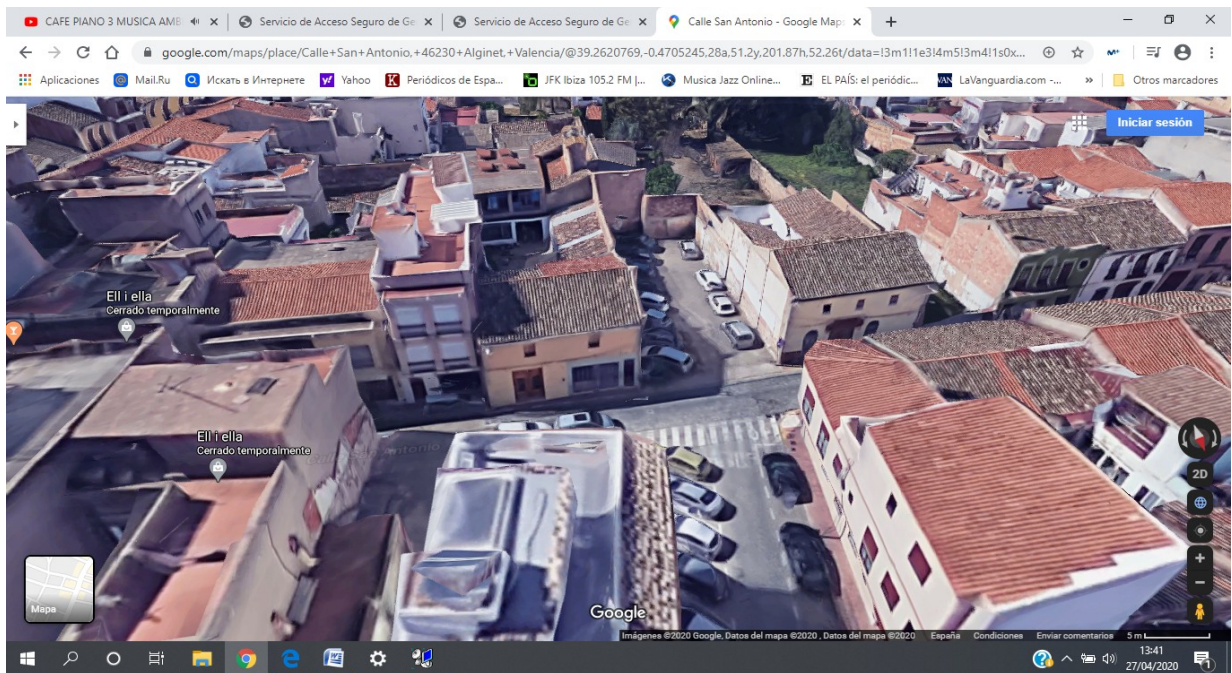 CAFE PIANO 3 MUSICA AMB
Servicio de Acceso Seguro de Ge
Servicio de Acceso Seguro de Ge
Calle San Antonio - Google Maps
google.com/maps/place/Calle+San+Antonio,+46230+Alginet,+Valencia/@39.2620769,-0.4705245,28a,51.2y,201.87h,52.26t/data=!3m1!1e3!4m5!3m4!1s0x...
Aplicaciones
Mail.Ru
Искать в Интернете
Yahoo
Periódicos de Espa...
JFK Ibiza 105.2 FM |...
Musica Jazz Online...
EL PAÍS: el periódic...
LaVanguardia.com -...
»
Otros marcadores
Iniciar sesión
Ell i ella
Cerrado temporalmente
Ell i ella
Cerrado temporalmente
antonio
2D
Mapa
Google
Imágenes ©2020 Google, Datos del mapa ©2020 , Datos del mapa ©2020 España Condiciones Enviar comentarios 5 m
13:41
27/04/2020
1